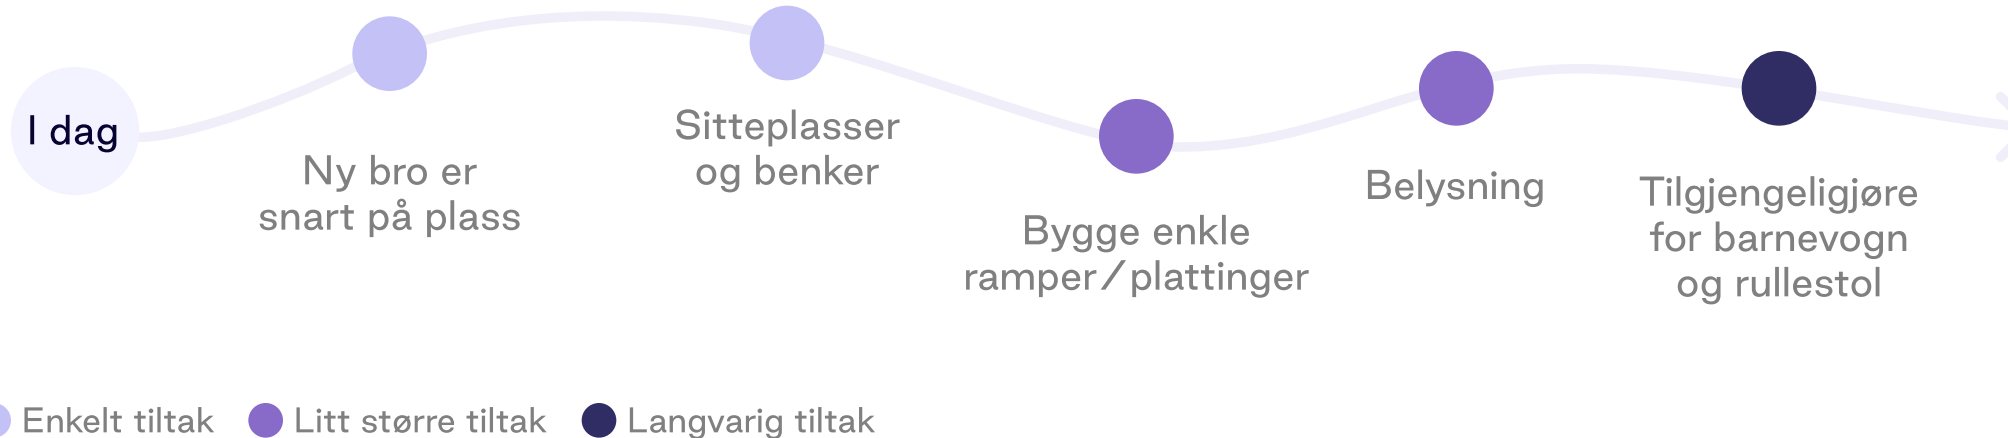 I dag
Ny bro er
snart på plass
Sitteplasser
og benker
Bygge enkle
ramper/plattinger
Belysning
Tilgjengeligjøre
for barnevogn
og rullestol
Enkelt tiltak
Litt større tiltak
Langvarig tiltak